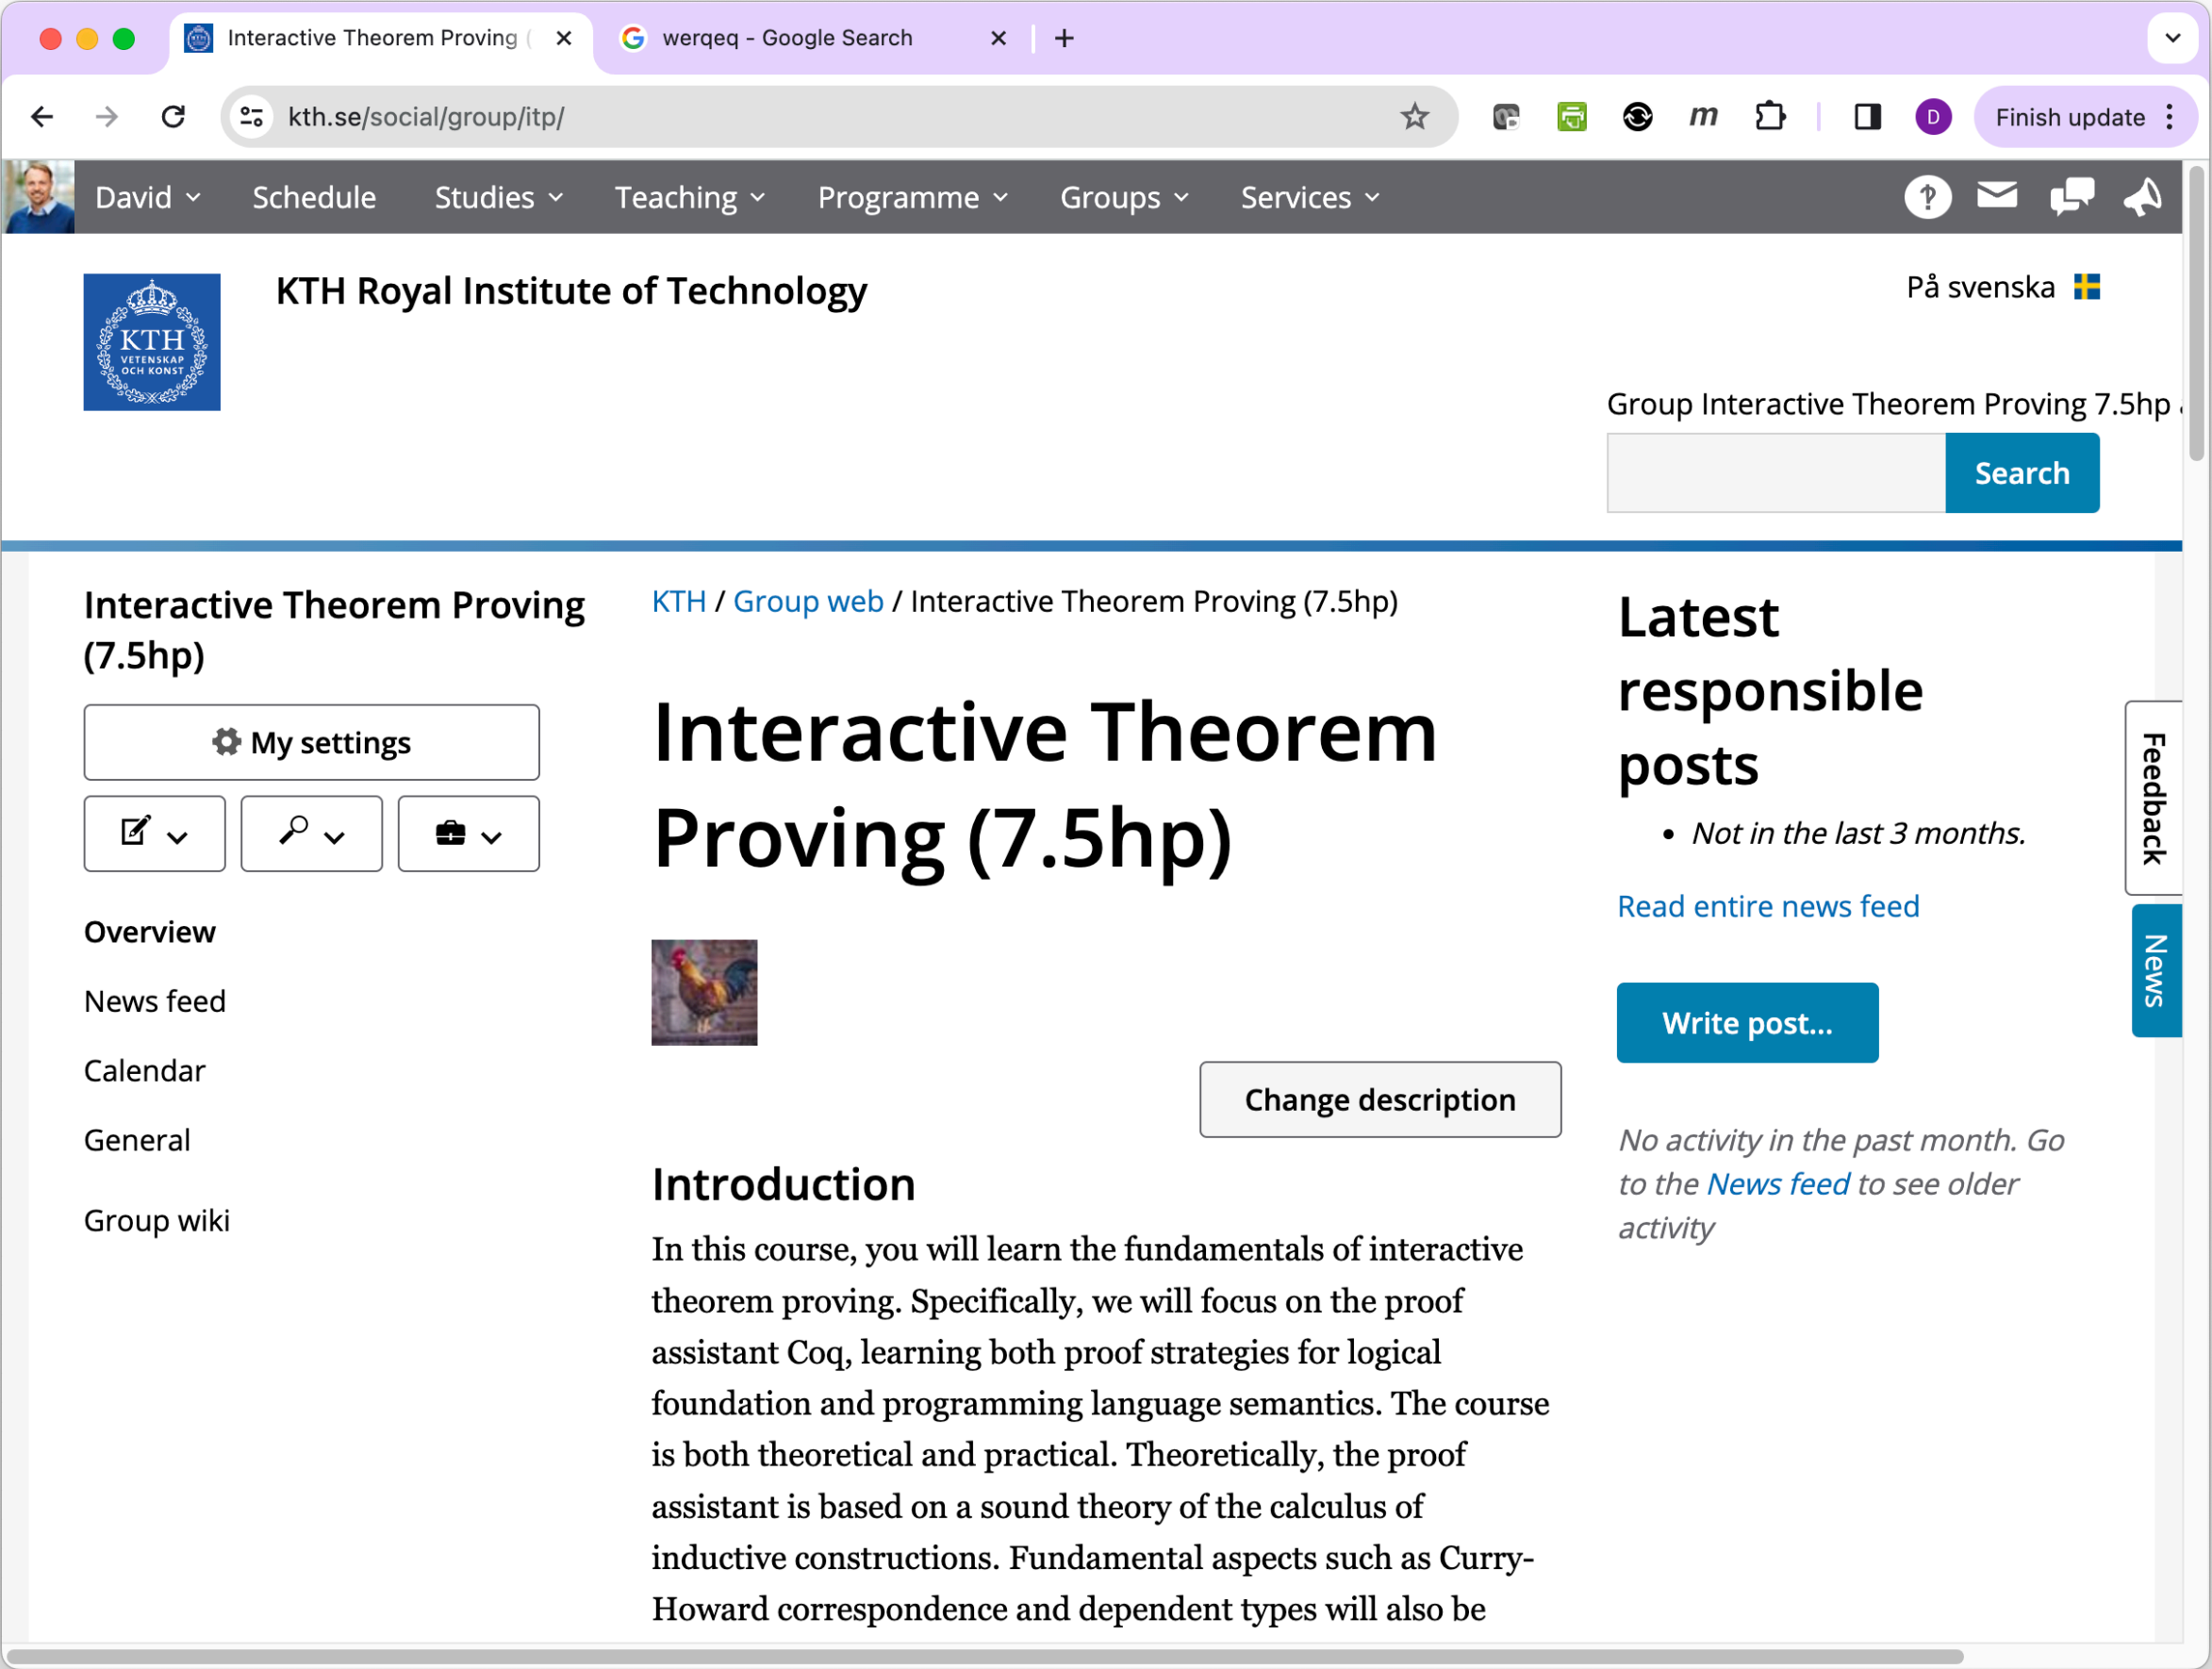 Interactive Theorem Proving (
werqeq - Google Search
kth.se/social/group/itp/
m
D
Finish update
David
Schedule
Studies
Teaching
Programme
Groups
Services
KTH
VETENSKAP
OCH KONST
KTH Royal Institute of Technology
På svenska
Group Interactive Theorem Proving 7.5hp
Search
Interactive Theorem Proving
(7.5hp)
My settings
Overview
News feed
Calendar
General
Group wiki
KTH / Group web / Interactive Theorem Proving (7.5hp)
Interactive Theorem
Proving (7.5hp)
Change description
Introduction
In this course, you will learn the fundamentals of interactive
theorem proving. Specifically, we will focus on the proof
assistant Coq, learning both proof strategies for logical
foundation and programming language semantics. The course
is both theoretical and practical. Theoretically, the proof
assistant is based on a sound theory of the calculus of
inductive constructions. Fundamental aspects such as Curry-
Howard correspondence and dependent types will also be
Latest
responsible
posts
• Not in the last 3 months.
Read entire news feed
Write post...
No activity in the past month. Go
to the News feed to see older
activity
Feedback
News